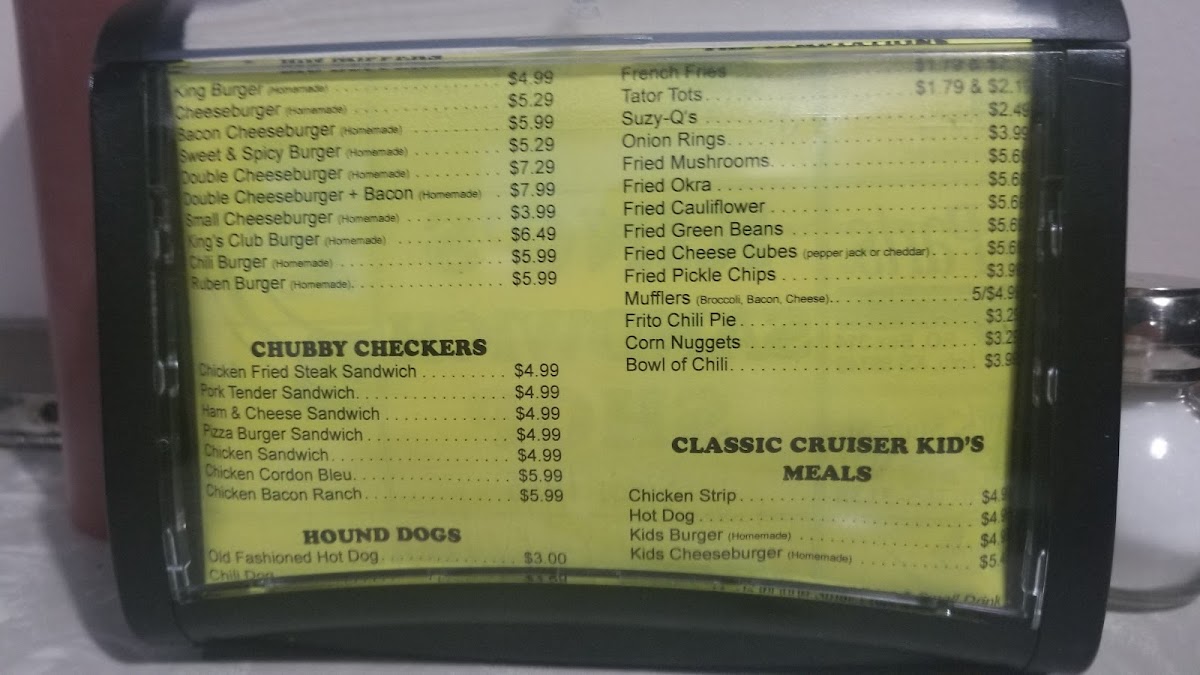 King Burger (Homemade) $4.99
Cheeseburger (Homemade) $5.29
Bacon Cheeseburger (Homemade) $5.99
Sweet & Spicy Burger (Homemade) $5.29
Double Cheeseburger (Homemade) $7.29
Double Cheeseburger + Bacon (Homemade) $7.99
Small Cheeseburger (Homemade) $3.99
King's Club Burger (Homemade) $6.49
Chili Burger (Homemade) $5.99
Ruben Burger (Homemade) $5.99
CHUBBY CHECKERS
Chicken Fried Steak Sandwich $4.99
Pork Tender Sandwich $4.99
Ham & Cheese Sandwich $4.99
Pizza Burger Sandwich $4.99
Chicken Sandwich $4.99
Chicken Cordon Bleu $5.99
Chicken Bacon Ranch $5.99
HOUND DOGS
Old Fashioned Hot Dog $3.00
Chili Dog
French Fries
Tator Tots $1.79 & $2.1
Suzy-Q's $2.49
Onion Rings $3.99
Fried Mushrooms $5.6
Fried Okra $5.6
Fried Cauliflower $5.6
Fried Green Beans $5.6
Fried Cheese Cubes (pepper jack or cheddar) $5.6
Fried Pickle Chips $3.9
Mufflers (Broccoli, Bacon, Cheese) 5/$4.9
Frito Chili Pie $3.2
Corn Nuggets $3.2
Bowl of Chili $3.9
CLASSIC CRUISER KID'S
MEALS
Chicken Strip $4.9
Hot Dog $4.
Kids Burger (Homemade) $4.
Kids Cheeseburger (Homemade) $5.
Small Drink